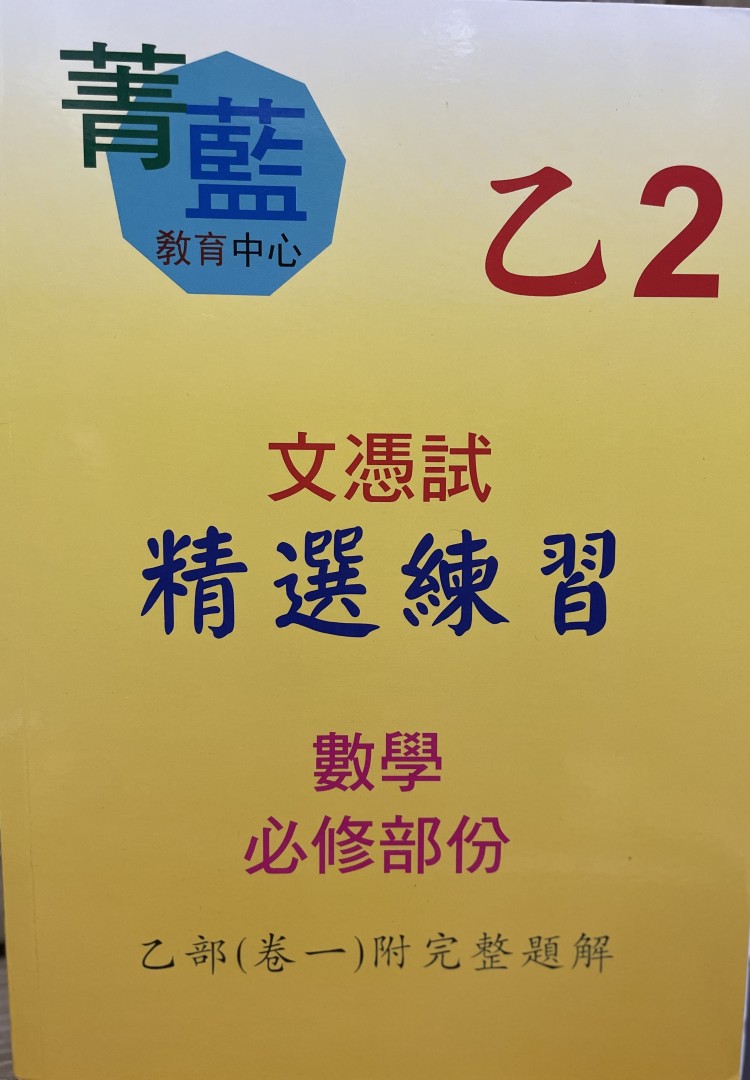 菁藍
教育中心
乙2
文憑試
精選練習
數學
必修部份
乙部(卷一)附完整題解